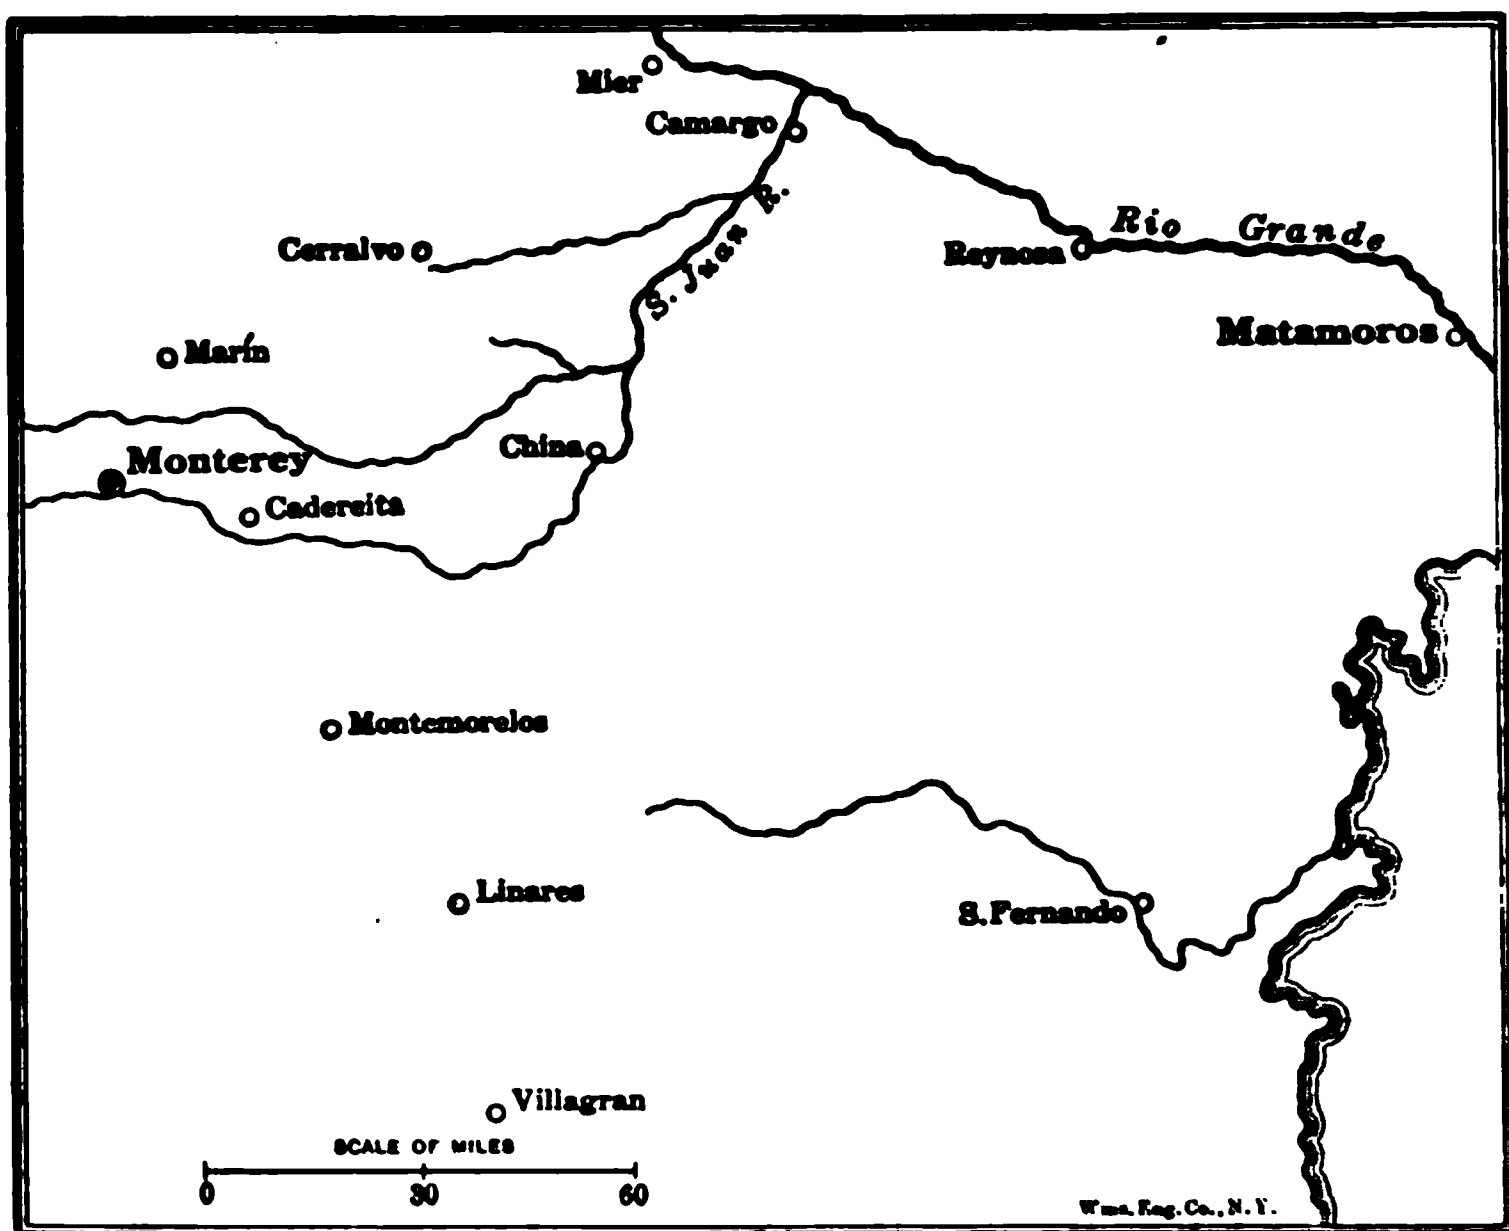 Mier
Camargo
Rio Grande
S. Juan R.
Cerralvo
Reynosa
Matamoros
Marín
China
Monterey
Cadereita
Montemorelos
Linares
S. Fernando
Villagran
SCALE OF MILES
0 30 60
Wms. Eng. Co., N. Y.